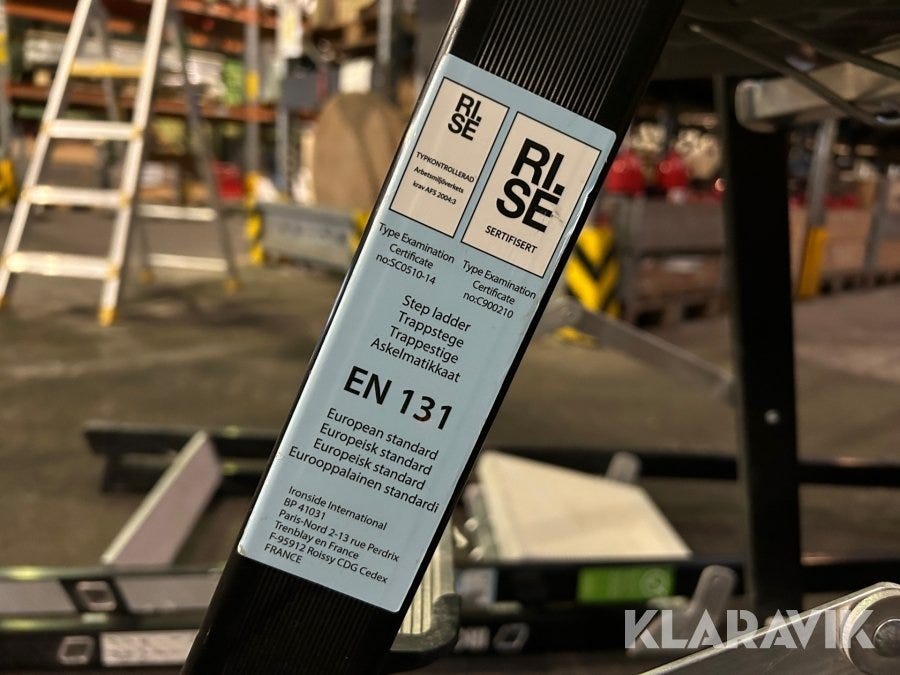 RI.
SE
TYPKONTROLLERAD
Arbetsmiljöverkets
krav AFS 2004:3
RI.
SE
SERTIFISERT
Type Examination
Certificate
no:SC0510-14
Type Examination
Certificate
no:C900210
Step ladder
Trappstege
Trappestige
Askelmatikkaat
EN 131
European standard
Europeisk standard
Europeisk standard
Eurooppalainen standardi
Ironside International
BP 41031
Paris-Nord 2-13 rue Perdrix
Tremblay en France
F-95912 Roissy CDG Cedex
FRANCE
KLARAVIK